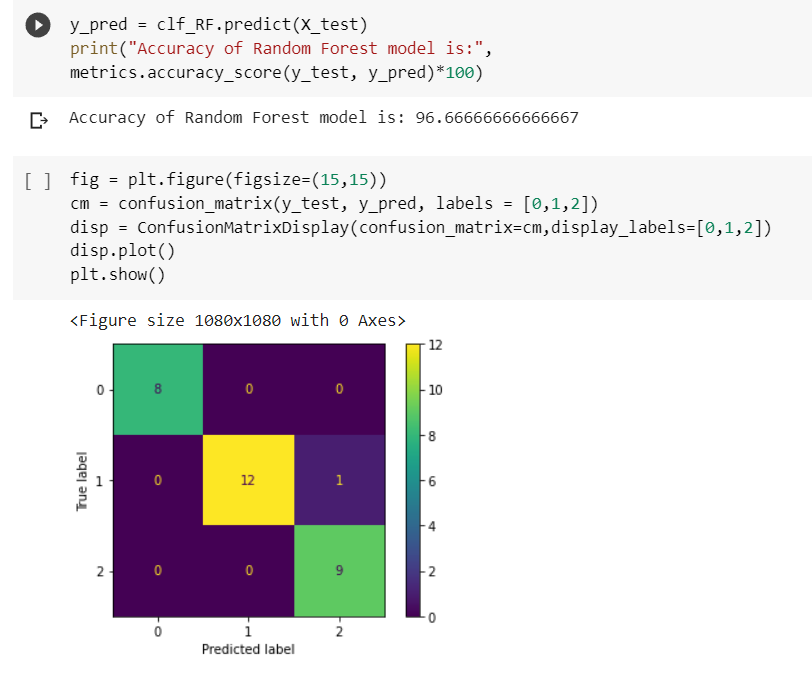 y_pred = clf_RF.predict(X_test)
print("Accuracy of Random Forest model is:",
metrics.accuracy_score(y_test, y_pred)*100)
Accuracy of Random Forest model is: 96.66666666666667
[ ] fig = plt.figure(figsize=(15,15))
cm = confusion_matrix(y_test, y_pred, labels = [0,1,2])
disp = ConfusionMatrixDisplay(confusion_matrix=cm,display_labels=[0,1,2])
disp.plot()
plt.show()
<Figure size 1080x1080 with 0 Axes>
12
0 8 0 0
10
8
True label
1 0 12 1
6
4
2 0 0 9
2
0
0 1 2
Predicted label